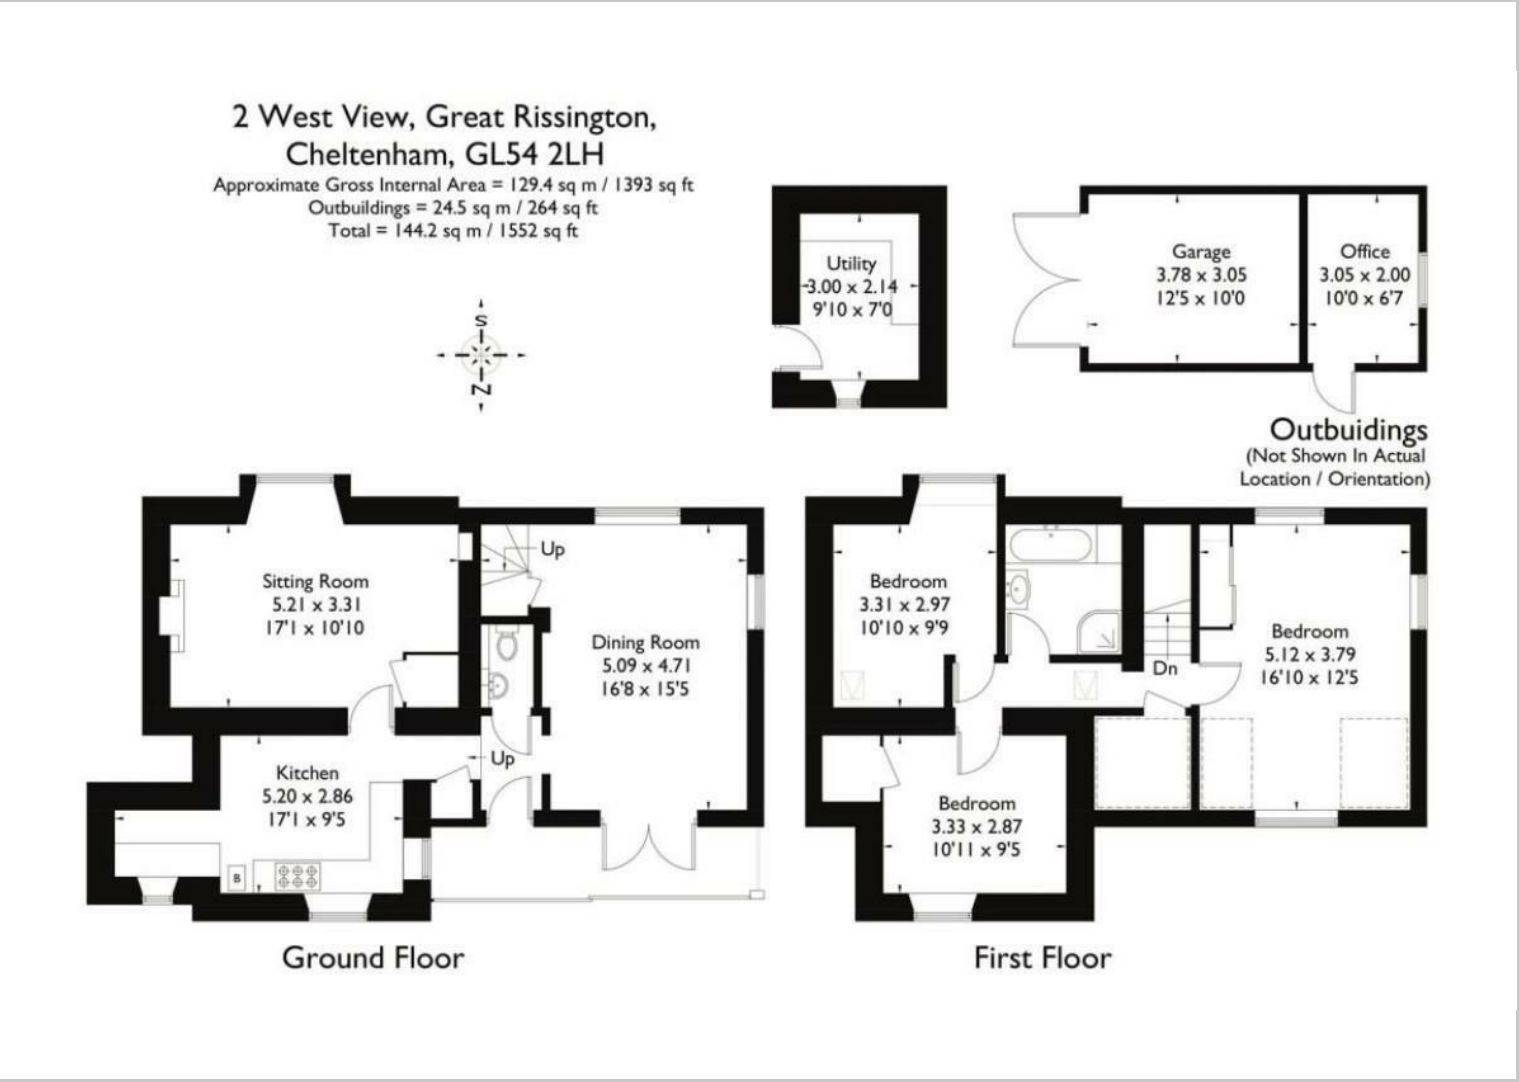 2 West View, Great Rissington,
Cheltenham, GL54 2LH
Approximate Gross Internal Area = 129.4 sq m / 1393 sq ft
Outbuildings = 24.5 sq m / 264 sq ft
Total = 144.2 sq m / 1552 sq ft
S
N
Utility
3.00 x 2.14
9'10 x 7'0
Garage
3.78 x 3.05
12'5 x 10'0
Office
3.05 x 2.00
10'0 x 6'7
Outbuidings
(Not Shown In Actual
Location / Orientation)
Up
Sitting Room
5.21 x 3.31
17'1 x 10'10
Dining Room
5.09 x 4.71
16'8 x 15'5
Up
Kitchen
5.20 x 2.86
17'1 x 9'5
B
Ground Floor
Bedroom
3.31 x 2.97
10'10 x 9'9
Dn
Bedroom
5.12 x 3.79
16'10 x 12'5
Bedroom
3.33 x 2.87
10'11 x 9'5
First Floor